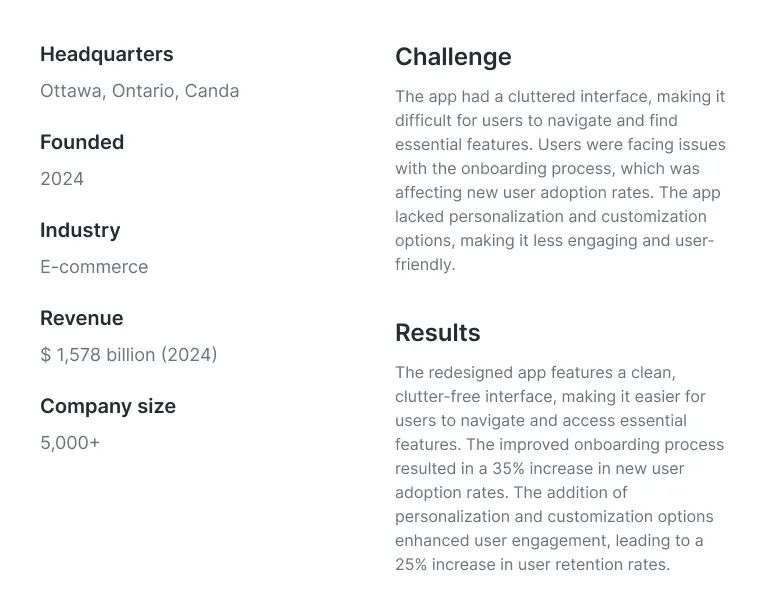 Headquarters
Ottawa, Ontario, Canda
Founded
2024
Industry
E-commerce
Revenue
$ 1,578 billion (2024)
Company size
5,000+
Challenge
The app had a cluttered interface, making it
difficult for users to navigate and find
essential features. Users were facing issues
with the onboarding process, which was
affecting new user adoption rates. The app
lacked personalization and customization
options, making it less engaging and user-
friendly.
Results
The redesigned app features a clean,
clutter-free interface, making it easier for
users to navigate and access essential
features. The improved onboarding process
resulted in a 35% increase in new user
adoption rates. The addition of
personalization and customization options
enhanced user engagement, leading to a
25% increase in user retention rates.